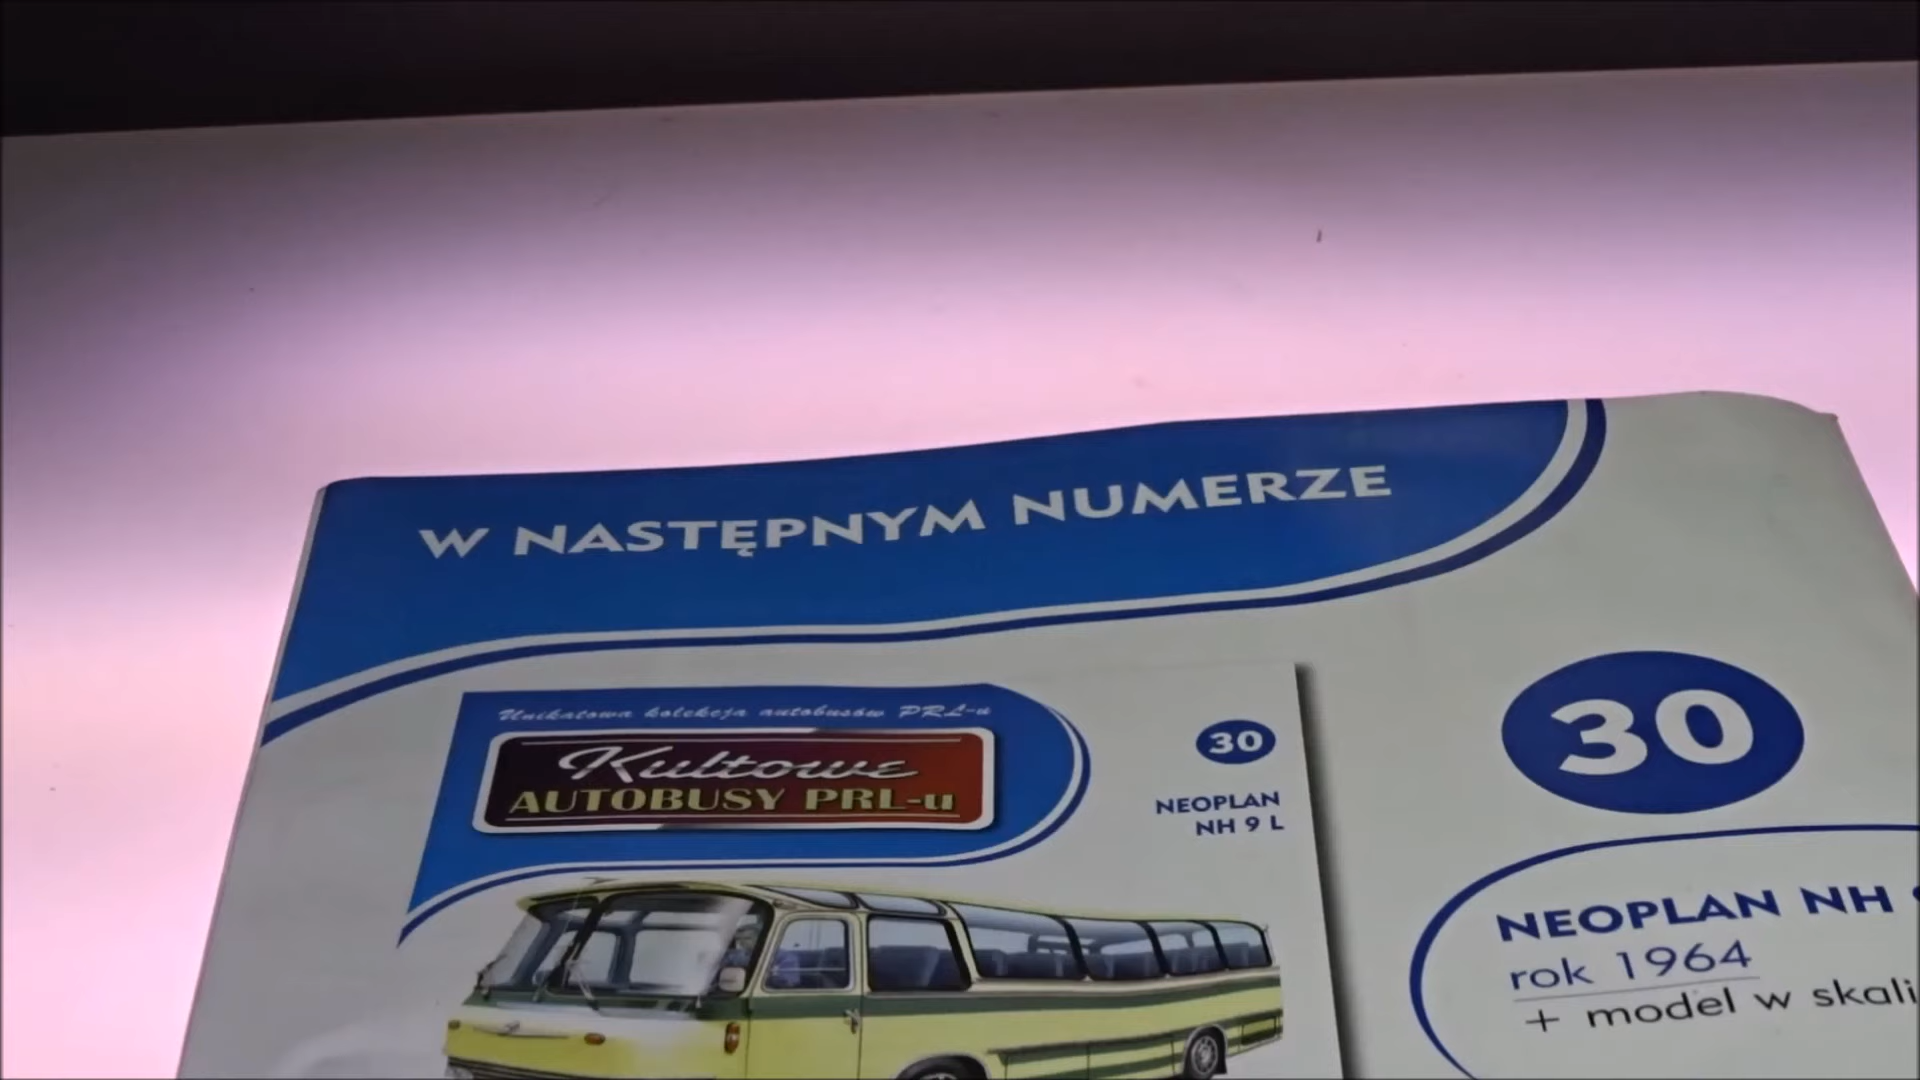 W NASTĘPNYM NUMERZE
Unikatowa kolekcja autobusów PRL-u
Kultowe
AUTOBUSY PRL-u
30
NEOPLAN
NH 9 L
30
NEOPLAN NH
rok 1964
+ model w skali